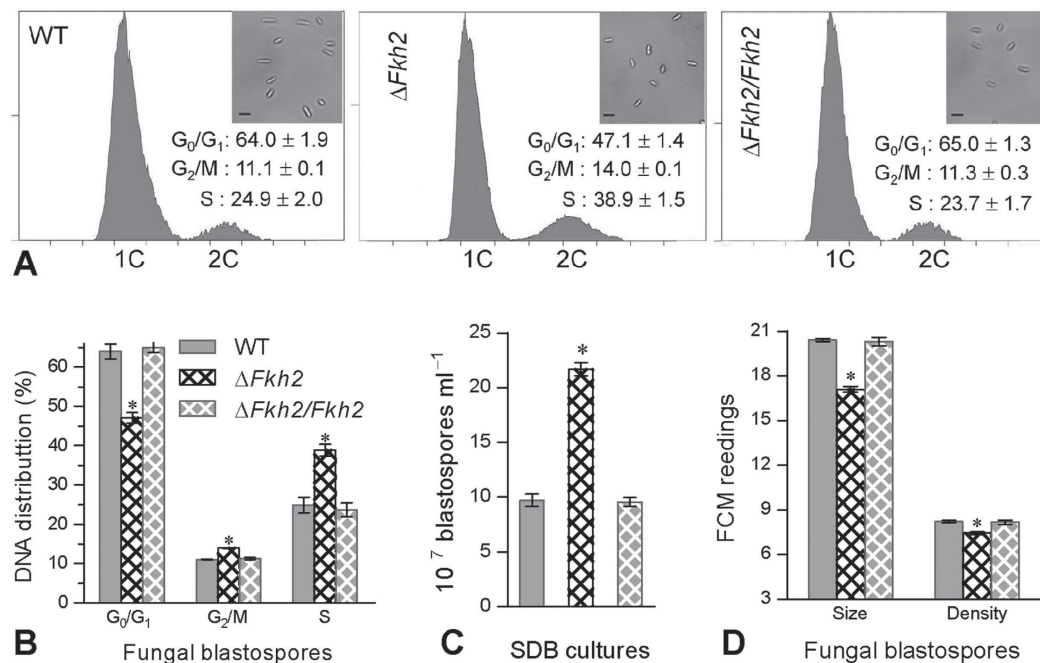 WT
G₀/G₁: 64.0 ± 1.9
G₂/M : 11.1 ± 0.1
S : 24.9 ± 2.0
1C 2C
A
ΔFkh2
G₀/G₁: 47.1 ± 1.4
G₂/M : 14.0 ± 0.1
S : 38.9 ± 1.5
1C 2C
ΔFkh2/Fkh2
G₀/G₁: 65.0 ± 1.3
G₂/M : 11.3 ± 0.3
S : 23.7 ± 1.7
1C 2C
DNA distributtion (%)
60
50
40
30
20
10
0
WT
ΔFkh2
ΔFkh2/Fkh2
*
*
*
G₀/G₁ G₂/M S
B Fungal blastospores
10 ⁷ blastospores ml⁻¹
25
20
15
10
5
0
*
C SDB cultures
FCM reedings
21
18
15
12
9
6
3
*
*
Size Density
D Fungal blastospores